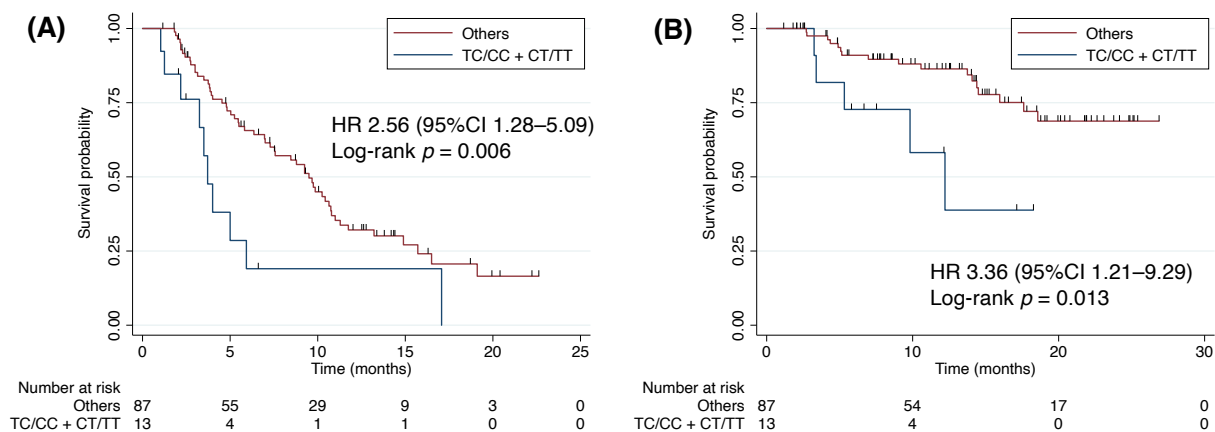 (A)
Others
TC/CC + CT/TT
HR 2.56 (95%CI 1.28–5.09)
Log-rank p = 0.006
Survival probability
1.00
0.75
0.50
0.25
0.00
0 5 10 15 20 25
Time (months)
Number at risk
Others 87 55 29 9 3 0
TC/CC + CT/TT 13 4 1 1 0 0
(B)
Others
TC/CC + CT/TT
HR 3.36 (95%CI 1.21–9.29)
Log-rank p = 0.013
Survival probability
1.00
0.75
0.50
0.25
0.00
0 10 20 30
Time (months)
Number at risk
Others 87 54 17 0
TC/CC + CT/TT 13 4 0 0